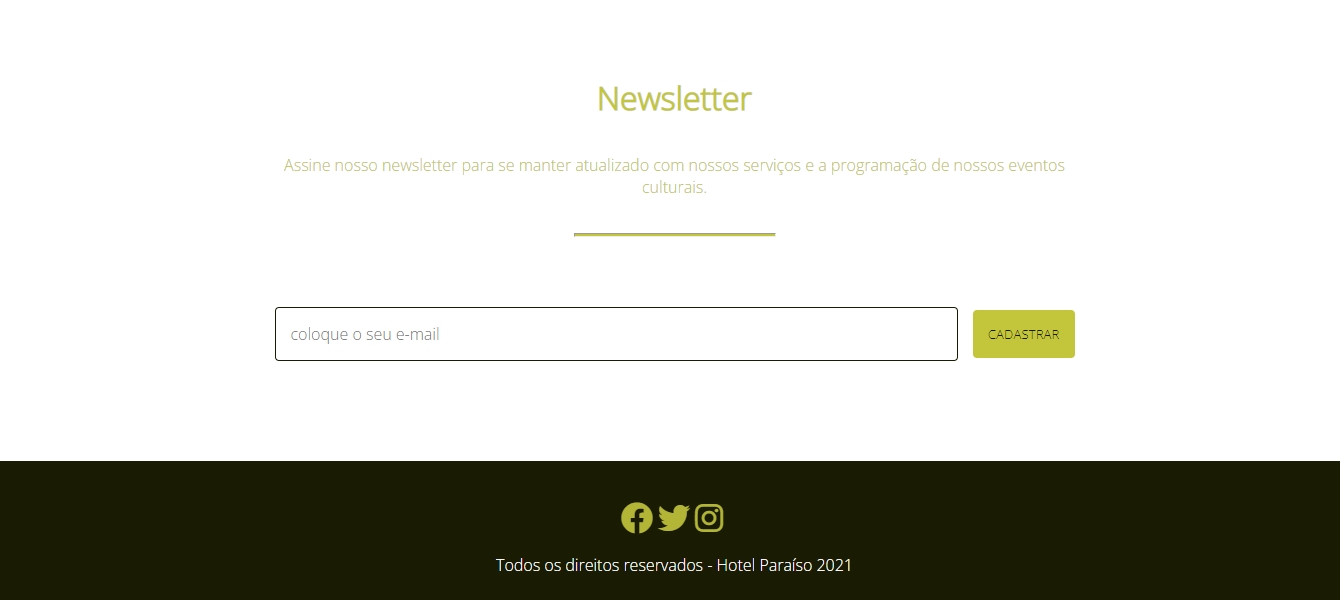 Newsletter
Assine nosso newsletter para se manter atualizado com nossos serviços e a programação de nossos eventos
culturais.
coloque o seu e-mail
CADASTRAR
Todos os direitos reservados - Hotel Paraíso 2021